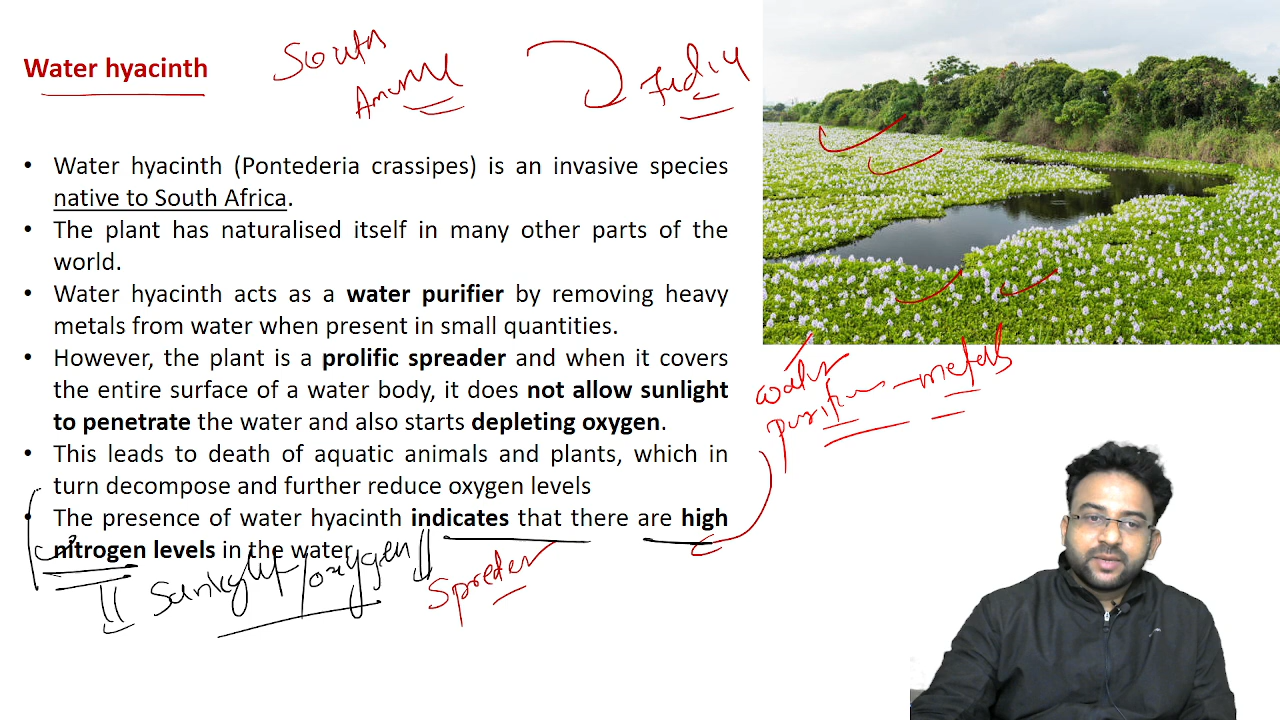 Water hyacinth
South
India
• Water hyacinth (Pontederia crassipes) is an invasive species
native to South Africa.
• The plant has naturalised itself in many other parts of the
world.
• Water hyacinth acts as a water purifier by removing heavy
metals from water when present in small quantities.
• However, the plant is a prolific spreader and when it covers
the entire surface of a water body, it does not allow sunlight
to penetrate the water and also starts depleting oxygen.
• This leads to death of aquatic animals and plants, which in
turn decompose and further reduce oxygen levels
• The presence of water hyacinth indicates that there are high
nitrogen levels in the water
water
metals
oxygen